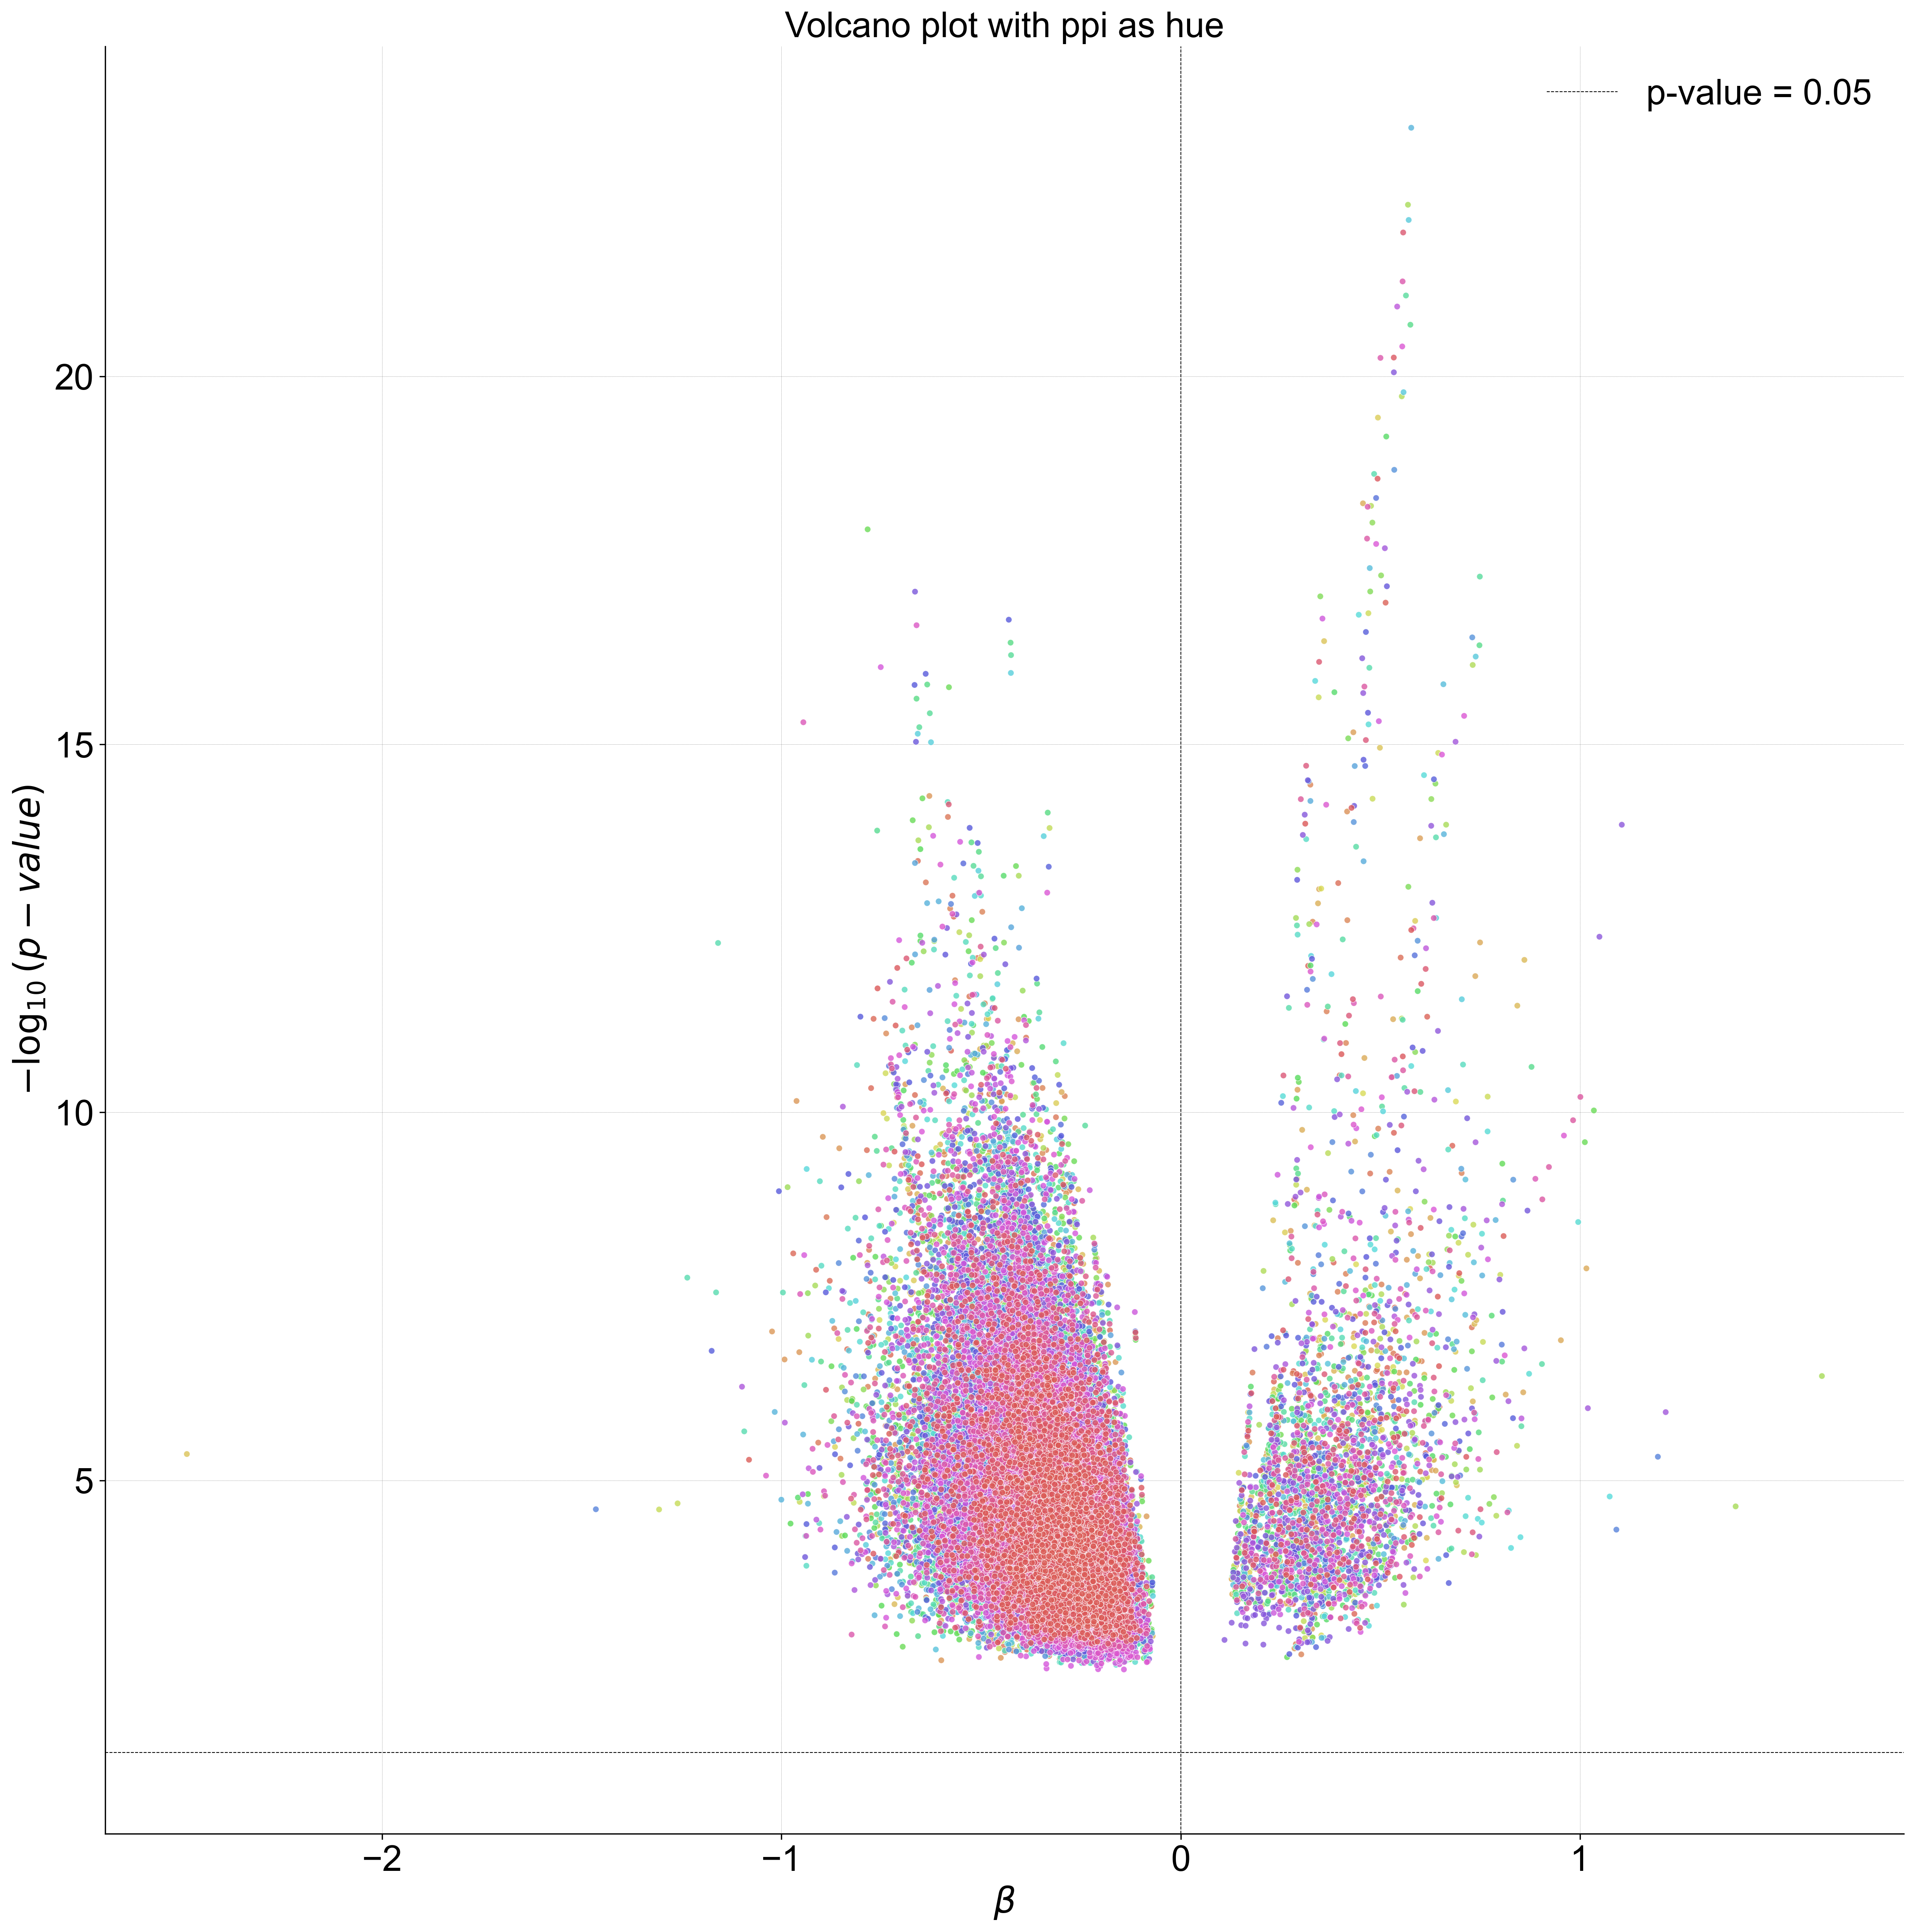 Volcano plot with ppi as hue
p-value = 0.05
20
15
10
5
−log₁₀ (p − value)
−2
−1
0
1
β